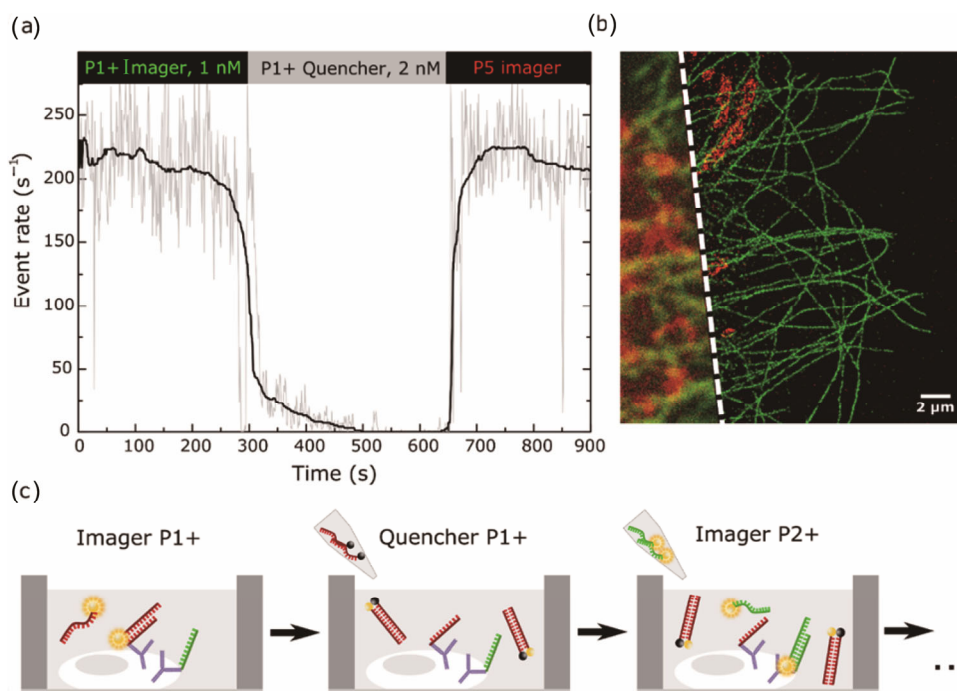 (a)
P1+ Imager, 1 nM P1+ Quencher, 2 nM P5 imager
250
200
150
100
50
0
Event rate (s⁻¹)
0 100 200 300 400 500 600 700 800 900
Time (s)
(b)
2 µm
(c)
Imager P1+ Quencher P1+ Imager P2+
..